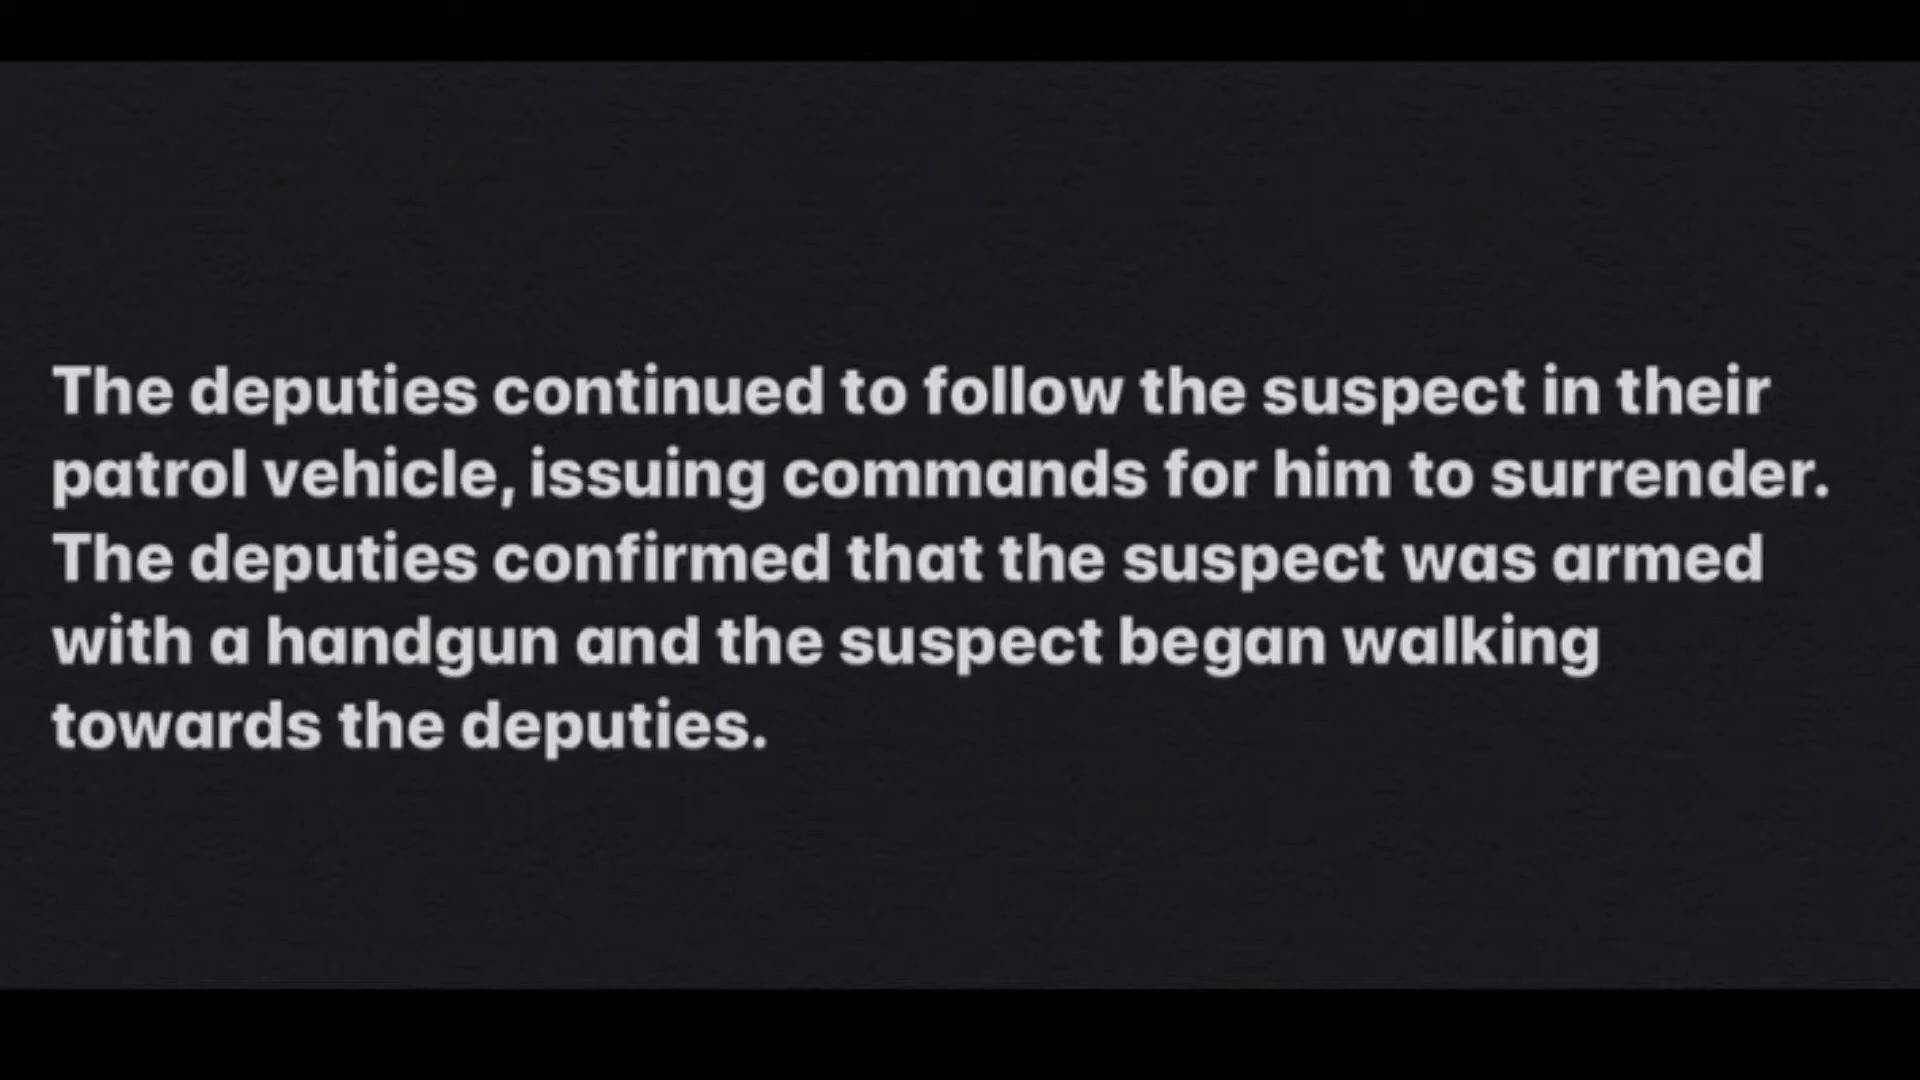 The deputies continued to follow the suspect in their
patrol vehicle, issuing commands for him to surrender.
The deputies confirmed that the suspect was armed
with a handgun and the suspect began walking
towards the deputies.